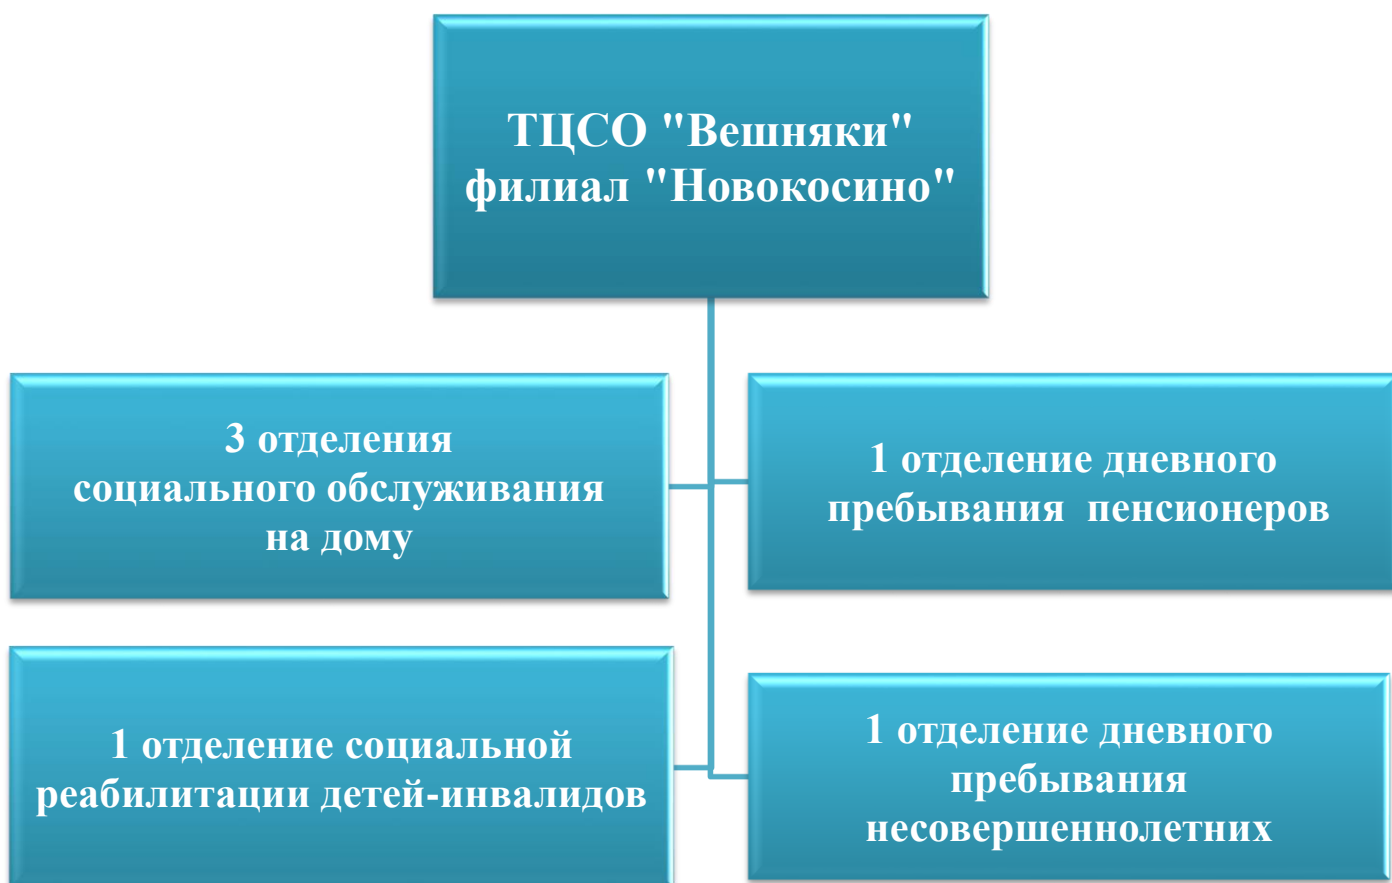 ТЦСО "Вешняки"
филиал "Новокосино"
3 отделения
социального обслуживания
на дому
1 отделение дневного
пребывания пенсионеров
1 отделение социальной
реабилитации детей-инвалидов
1 отделение дневного
пребывания
несовершеннолетних